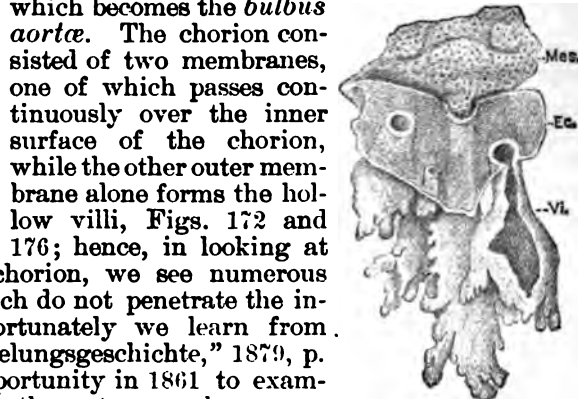 which becomes the bulbus
aortæ. The chorion con-
sisted of two membranes,
one of which passes con-
tinuously over the inner
surface of the chorion,
while the other outer mem-
brane alone forms the hol-
low villi, Figs. 172 and
176; hence, in looking at
chorion, we see numerous
ch do not penetrate the in-
ortunately we learn from
elungsgeschichte," 1879, p.
portunity in 1861 to exam-
Mes.
Ec.
Vi.